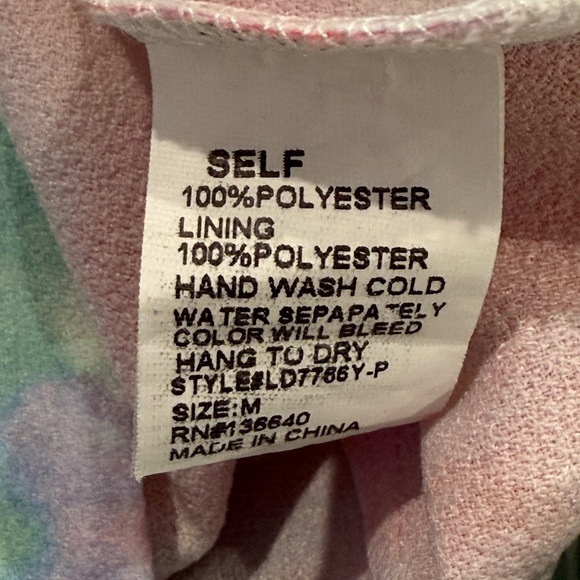 SELF
100%POLYESTER
LINING
100%POLYESTER
HAND WASH COLD
WATER SEPAPATELY
COLOR WILL BLEED
HANG TO DRY
STYLE#LD7766Y-P
SIZE:M
RN#136640
MADE IN CHINA